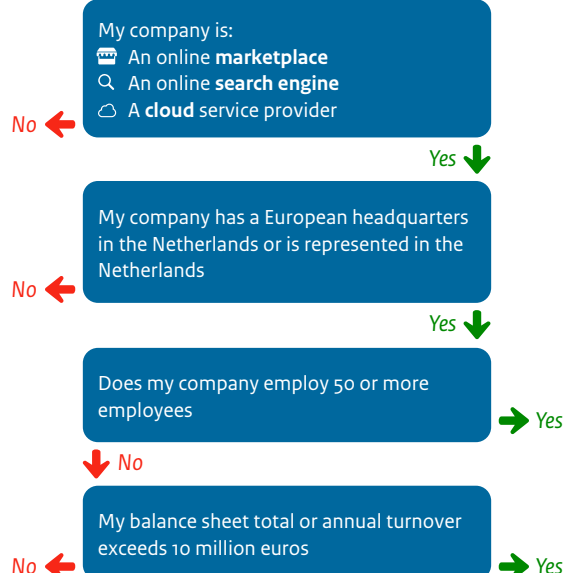 My company is:
An online marketplace
An online search engine
A cloud service provider
No
Yes
My company has a European headquarters
in the Netherlands or is represented in the
Netherlands
No
Yes
Does my company employ 50 or more
employees
Yes
No
My balance sheet total or annual turnover
exceeds 10 million euros
No
Yes